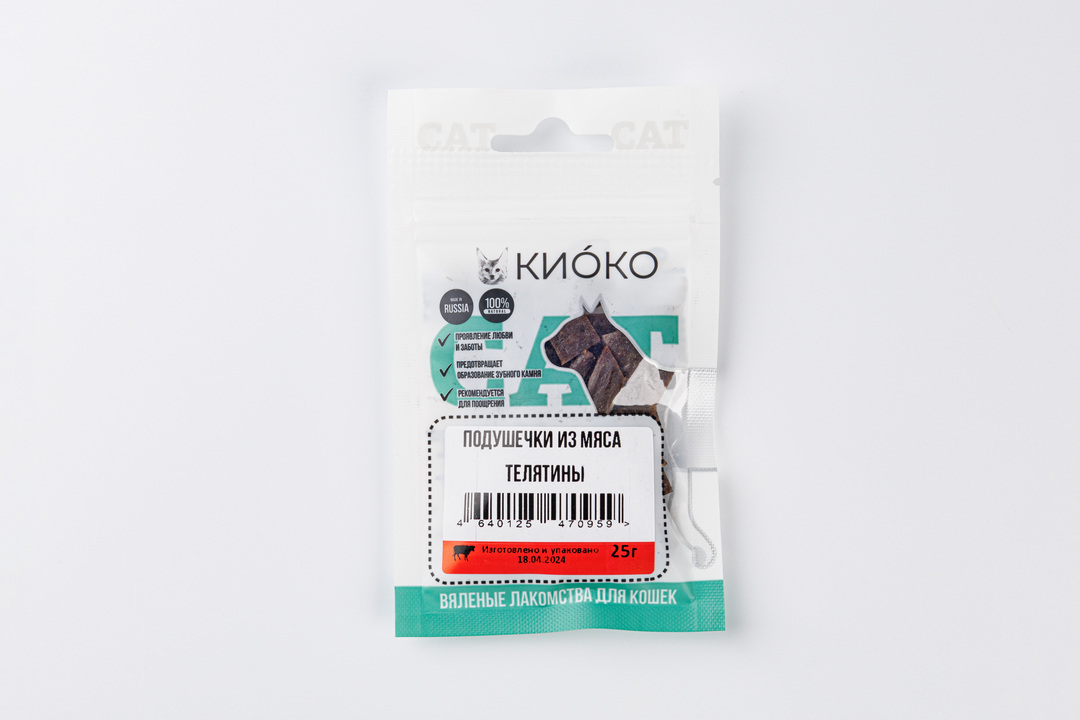 CAT CAT
КИÓКО
MADE IN
RUSSIA
100%
NATURAL
CAT
ПРОЯВЛЕНИЕ ЛЮБВИ
И ЗАБОТЫ
ПРЕДОТВРАЩАЕТ
ОБРАЗОВАНИЕ ЗУБНОГО КАМНЯ
РЕКОМЕНДУЕТСЯ
ДЛЯ ПООЩРЕНИЯ
ПОДУШЕЧКИ ИЗ МЯСА
ТЕЛЯТИНЫ
4 640125 470959 >
Изготовлено и упаковано 25г
18.04.2024
ВЯЛЕНЫЕ ЛАКОМСТВА ДЛЯ КОШЕК